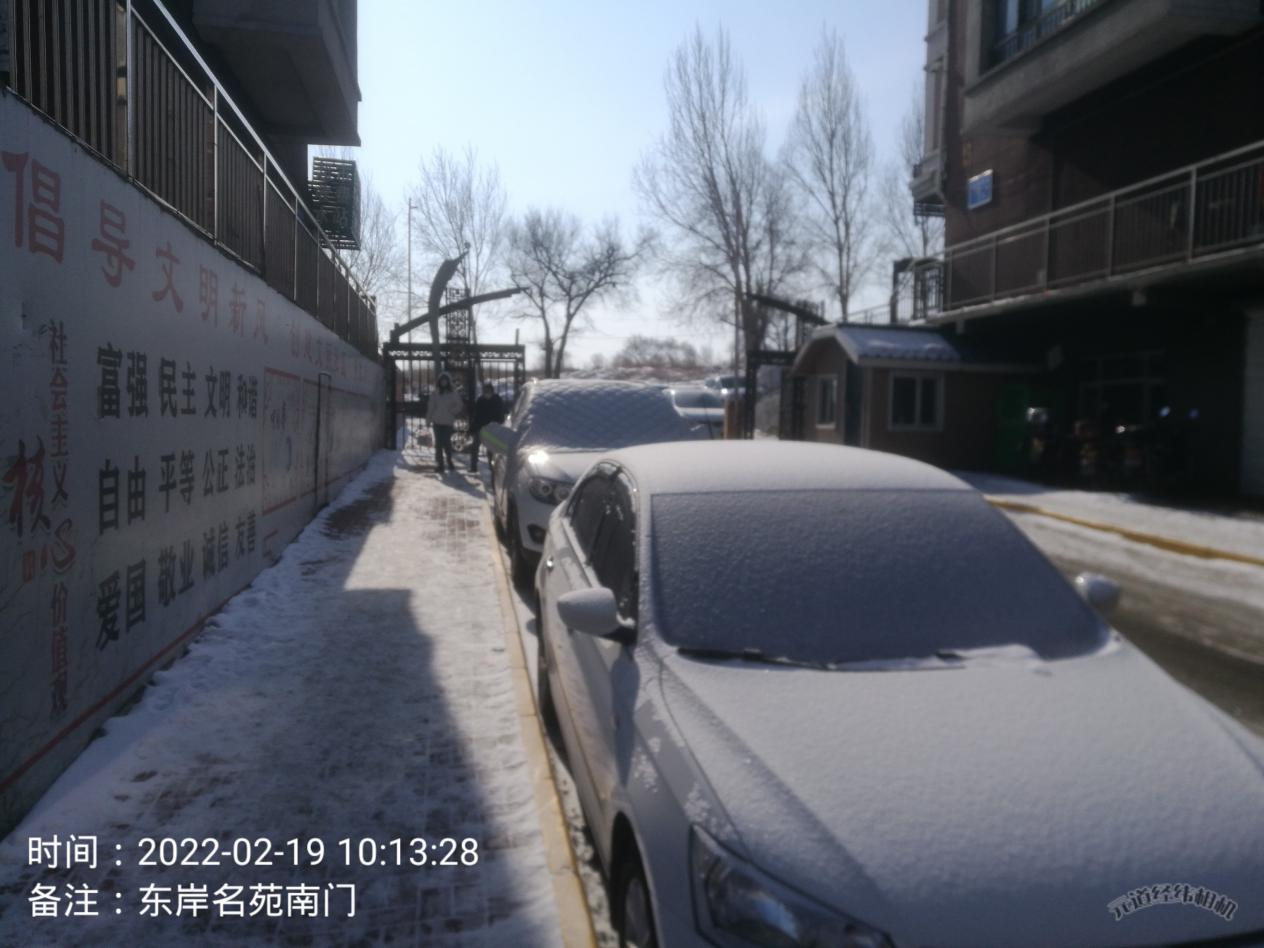 倡导文明新风
社会主义
核心
价值观
富强 民主 文明 和谐
自由 平等 公正 法治
爱国 敬业 诚信 友善
时间：2022-02-19 10:13:28
备注：东岸名苑南门
元道经纬相机